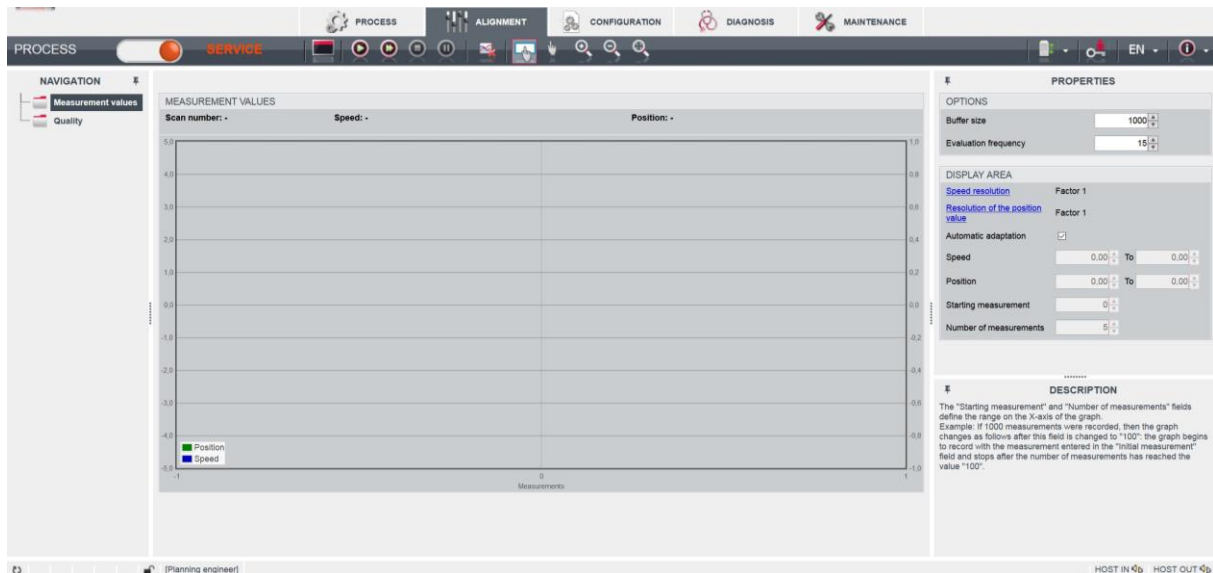 PROCESS
ALIGNMENT
CONFIGURATION
DIAGNOSIS
MAINTENANCE
PROCESS
SERVICE
EN
NAVIGATION
Measurement values
Quality
MEASUREMENT VALUES
Scan number: -
Speed: -
Position: -
5,0
4,0
3,0
2,0
1,0
0,0
-1,0
-2,0
-3,0
-4,0
-5,0
1,0
0,8
0,6
0,4
0,2
0,0
-0,2
-0,4
-0,6
-0,8
-1,0
Position
Speed
-1
0
1
Measurements
PROPERTIES
OPTIONS
Buffer size 1000
Evaluation frequency 15
DISPLAY AREA
Speed resolution Factor 1
Resolution of the position
value Factor 1
Automatic adaptation
Speed 0,00 To 0,00
Position 0,00 To 0,00
Starting measurement 0
Number of measurements 5
DESCRIPTION
The "Starting measurement" and "Number of measurements" fields
define the range on the X-axis of the graph.
Example: If 1000 measurements were recorded, then the graph
changes as follows after this field is changed to "100": the graph begins
to record with the measurement entered in the "Initial measurement"
field and stops after the number of measurements has reached the
value "100".
[Planning engineer]
HOST IN
HOST OUT